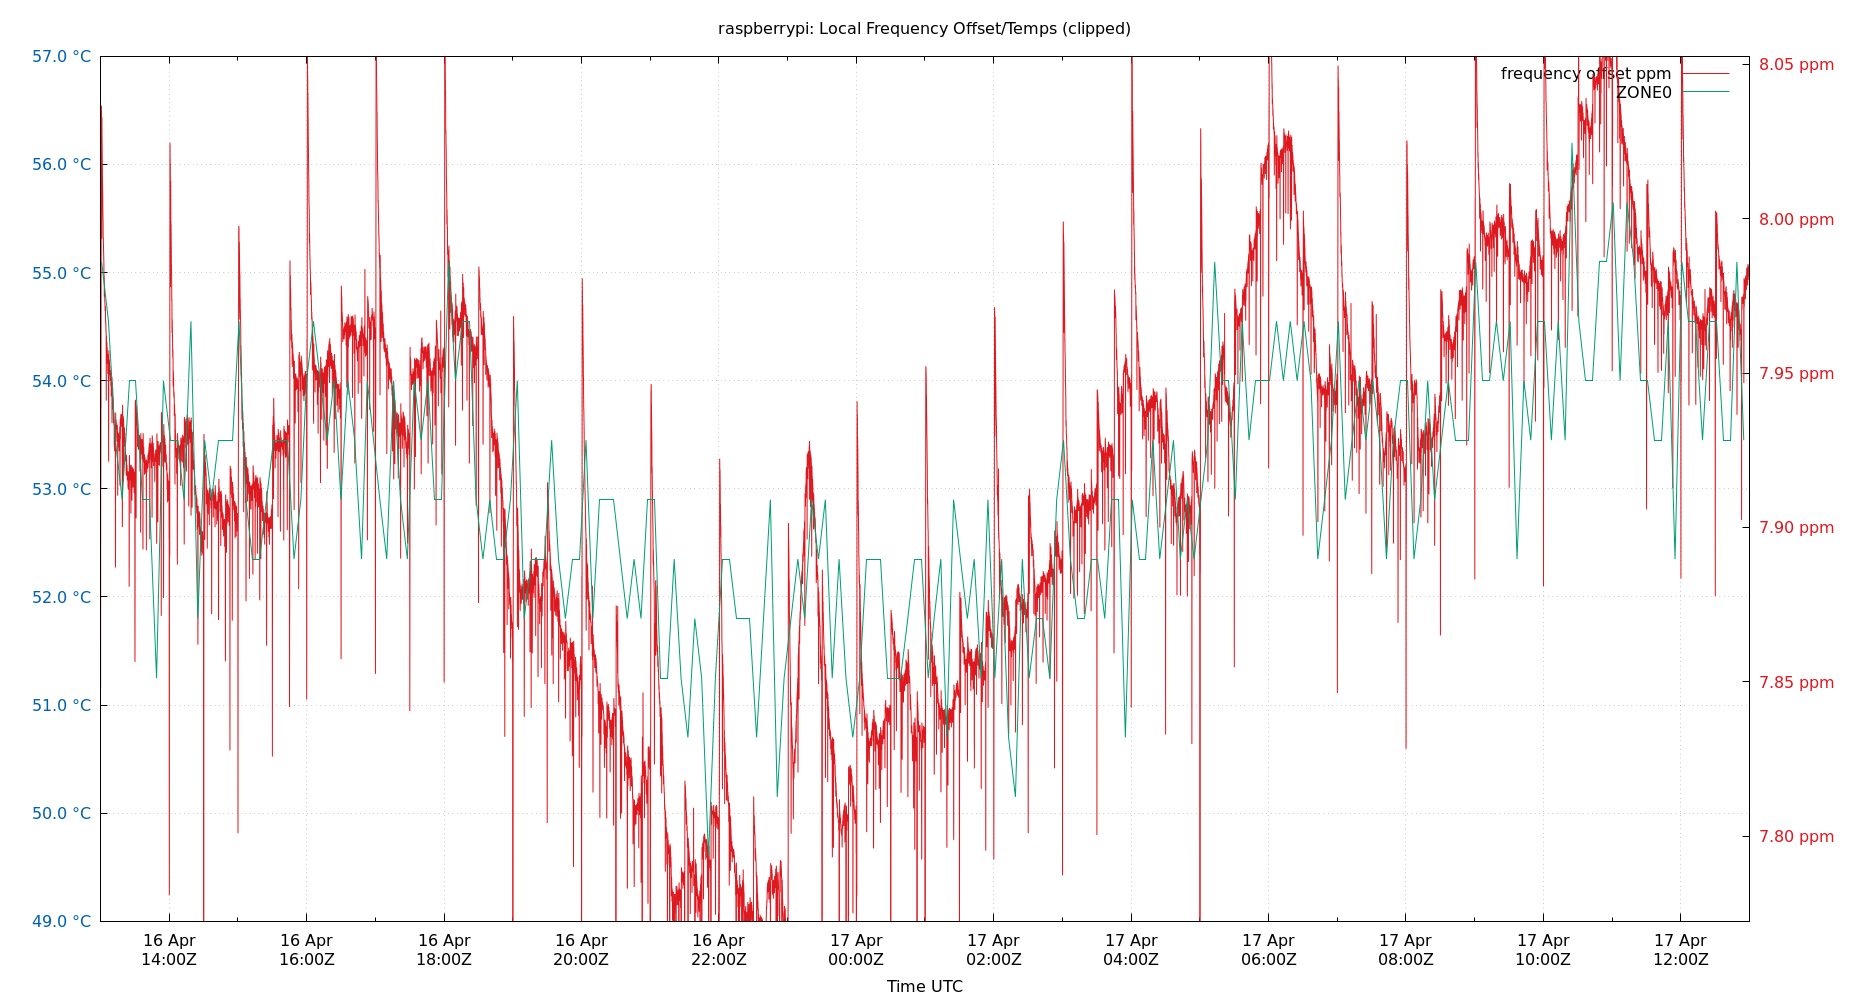 raspberrypi: Local Frequency Offset/Temps (clipped)
57.0 °C
56.0 °C
55.0 °C
54.0 °C
53.0 °C
52.0 °C
51.0 °C
50.0 °C
49.0 °C
frequency offset ppm
ZONE0
8.05 ppm
8.00 ppm
7.95 ppm
7.90 ppm
7.85 ppm
7.80 ppm
16 Apr
14:00Z
16 Apr
16:00Z
16 Apr
18:00Z
16 Apr
20:00Z
16 Apr
22:00Z
17 Apr
00:00Z
17 Apr
02:00Z
17 Apr
04:00Z
17 Apr
06:00Z
17 Apr
08:00Z
17 Apr
10:00Z
17 Apr
12:00Z
Time UTC